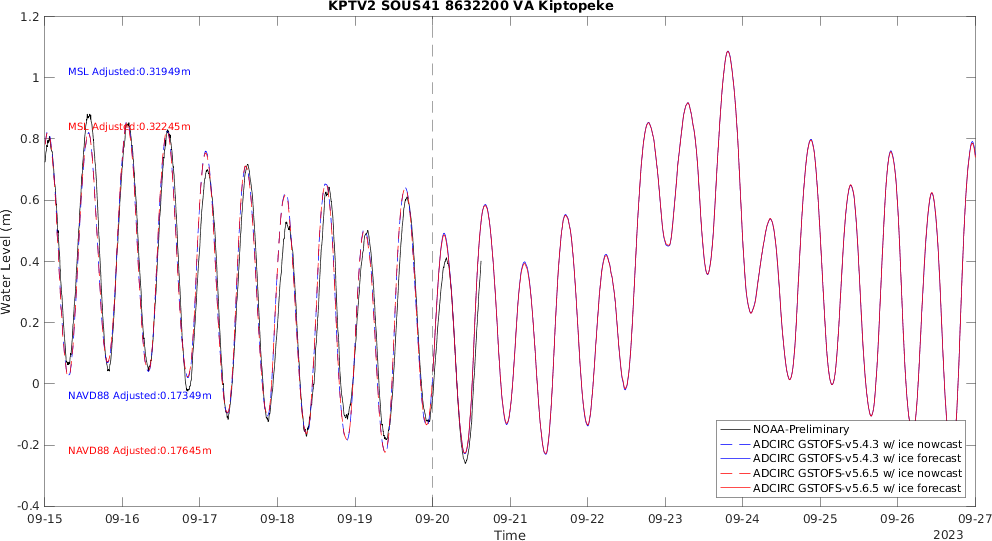 KPTV2 SOUS41 8632200 VA Kiptopeke
1.2
1
0.8
0.6
0.4
0.2
0
-0.2
-0.4
Water Level (m)
MSL Adjusted:0.31949m
MSL Adjusted:0.32245m
NAVD88 Adjusted:0.17349m
NAVD88 Adjusted:0.17645m
NOAA-Preliminary
ADCIRC GSTOFS-v5.4.3 w/ ice nowcast
ADCIRC GSTOFS-v5.4.3 w/ ice forecast
ADCIRC GSTOFS-v5.6.5 w/ ice nowcast
ADCIRC GSTOFS-v5.6.5 w/ ice forecast
09-15 09-16 09-17 09-18 09-19 09-20 09-21 09-22 09-23 09-24 09-25 09-26 09-27
Time
2023